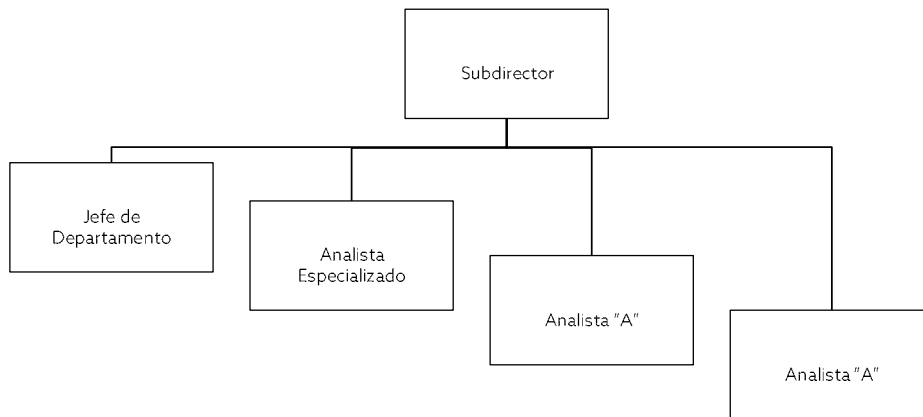 Subdirector
Jefe de
Departamento
Analista
Especializado
Analista "A"
Analista "A"